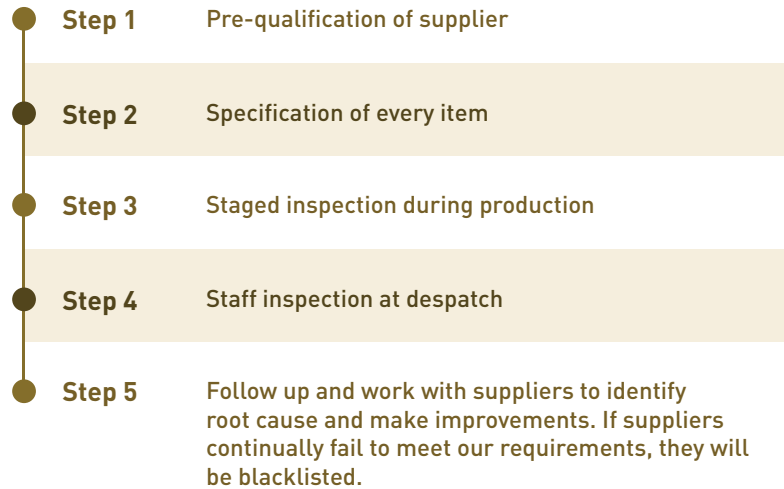 Step 1 Pre-qualification of supplier
Step 2 Specification of every item
Step 3 Staged inspection during production
Step 4 Staff inspection at despatch
Step 5 Follow up and work with suppliers to identify
root cause and make improvements. If suppliers
continually fail to meet our requirements, they will
be blacklisted.